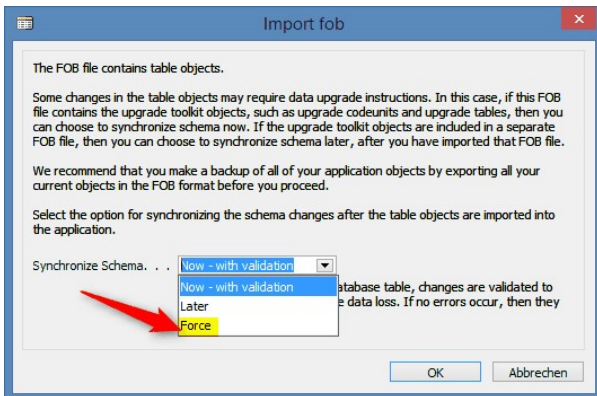 Import fob
The FOB file contains table objects.
Some changes in the table objects may require data upgrade instructions. In this case, if this FOB
file contains the upgrade toolkit objects, such as upgrade codeunits and upgrade tables, then you
can choose to synchronize schema now. If the upgrade toolkit objects are included in a separate
FOB file, then you can choose to synchronize schema later, after you have imported that FOB file.
We recommend that you make a backup of all of your application objects by exporting all your
current objects in the FOB format before you proceed.
Select the option for synchronizing the schema changes after the table objects are imported into
the application.
Synchronize Schema. . . Now - with validation
Now - with validation atabase table, changes are validated to
Later e data loss. If no errors occur, then they
Force
OK Abbrechen